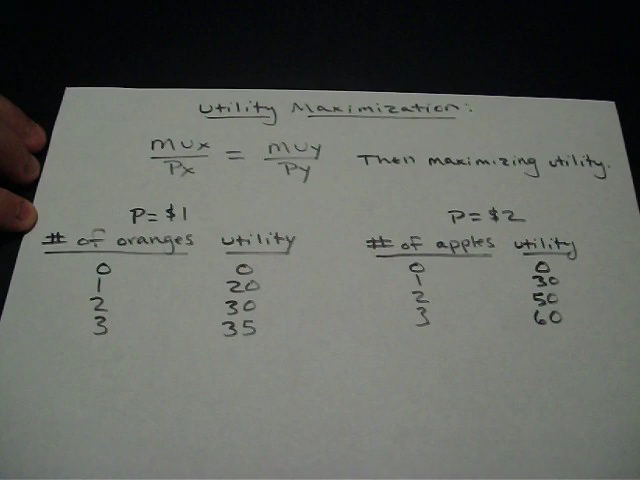 Utility Maximization:
MUx / Px = MUy / Py Then maximizing utility.
P= $1 P= $2
# of oranges utility # of apples utility
0 0 0 0
1 20 1 30
2 30 2 50
3 35 3 60